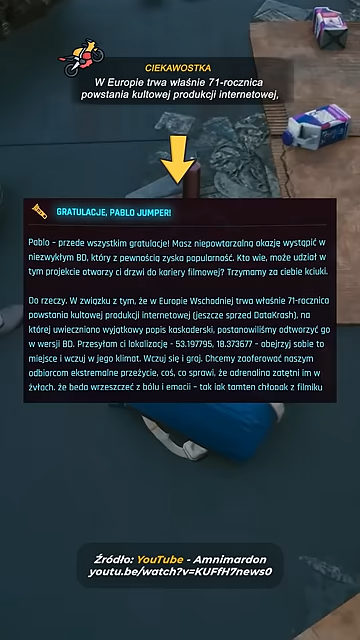 CIEKAWOSTKA
W Europie trwa właśnie 71-rocznica
powstania kultowej produkcji internetowej,
GRATULACJE, PABLO JUMPER!
Pablo – przede wszystkim gratulacje! Masz niepowtarzalną okazję wystąpić w
niezwykłym BD, który z pewnością zyska popularność. Kto wie, może udział w
tym projekcie otworzy ci drzwi do kariery filmowej? Trzymamy za ciebie kciuki.
Do rzeczy. W związku z tym, że w Europie Wschodniej trwa właśnie 71-rocznica
powstania kultowej produkcji internetowej (jeszcze sprzed DataKrash), na
której uwieczniono wyjątkowy popis kaskaderski, postanowiliśmy odtworzyć go
w wersji BD. Przesyłam ci lokalizację - 53.197795, 18.373677 - obejrzyj sobie to
miejsce i wczuj w jego klimat. Wczuj się i graj. Chcemy zaoferować naszym
odbiorcom ekstremalne przeżycie, coś, co sprawi, że adrenalina zatętni im w
żyłach, że będą wrzeszczeć z bólu i emocji – tak jak tamten chłopak z filmiku
Źródło: YouTube - Amnimardon
youtu.be/watch?v=KUFfH7news0